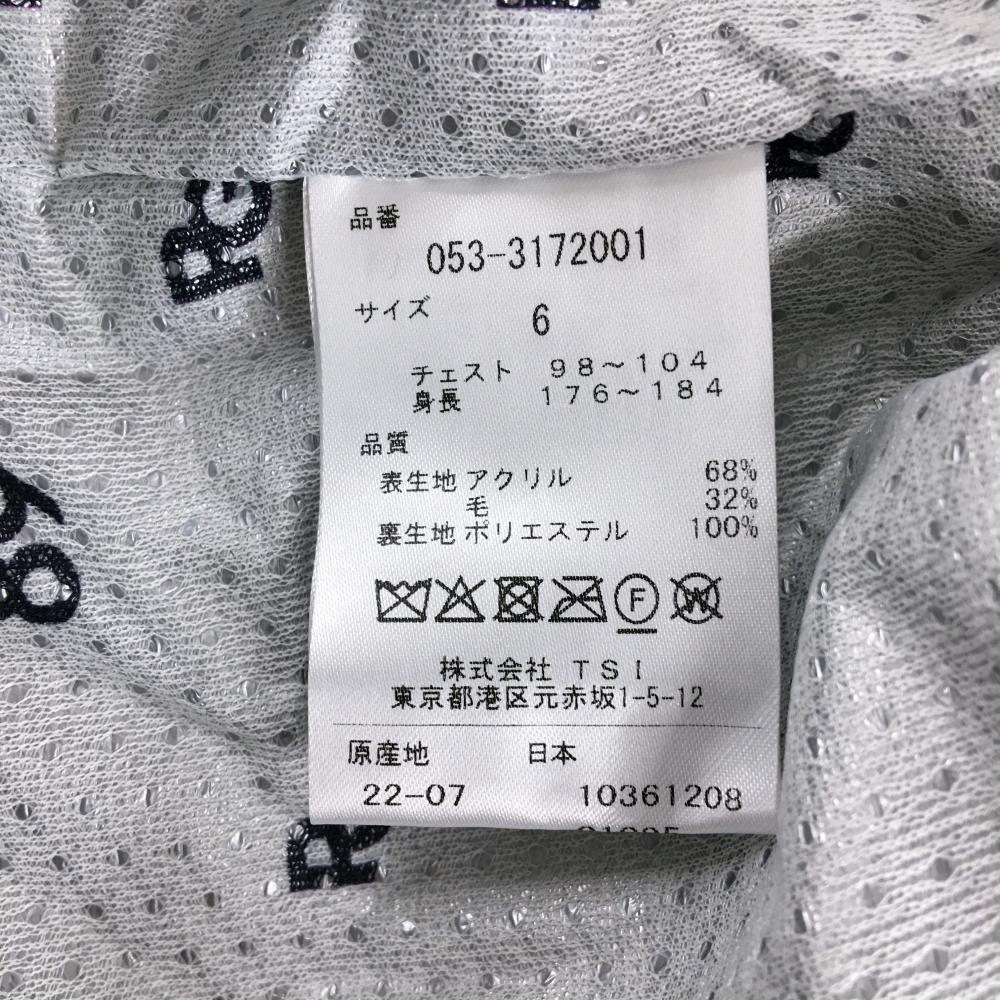 品番
053-3172001
サイズ 6
チェスト 98～104
身長 176～184
品質
表生地 アクリル 68%
毛 32%
裏生地 ポリエステル 100%
F W
株式会社 TSI
東京都港区元赤坂1-5-12
原産地 日本
22-07 10361208
89